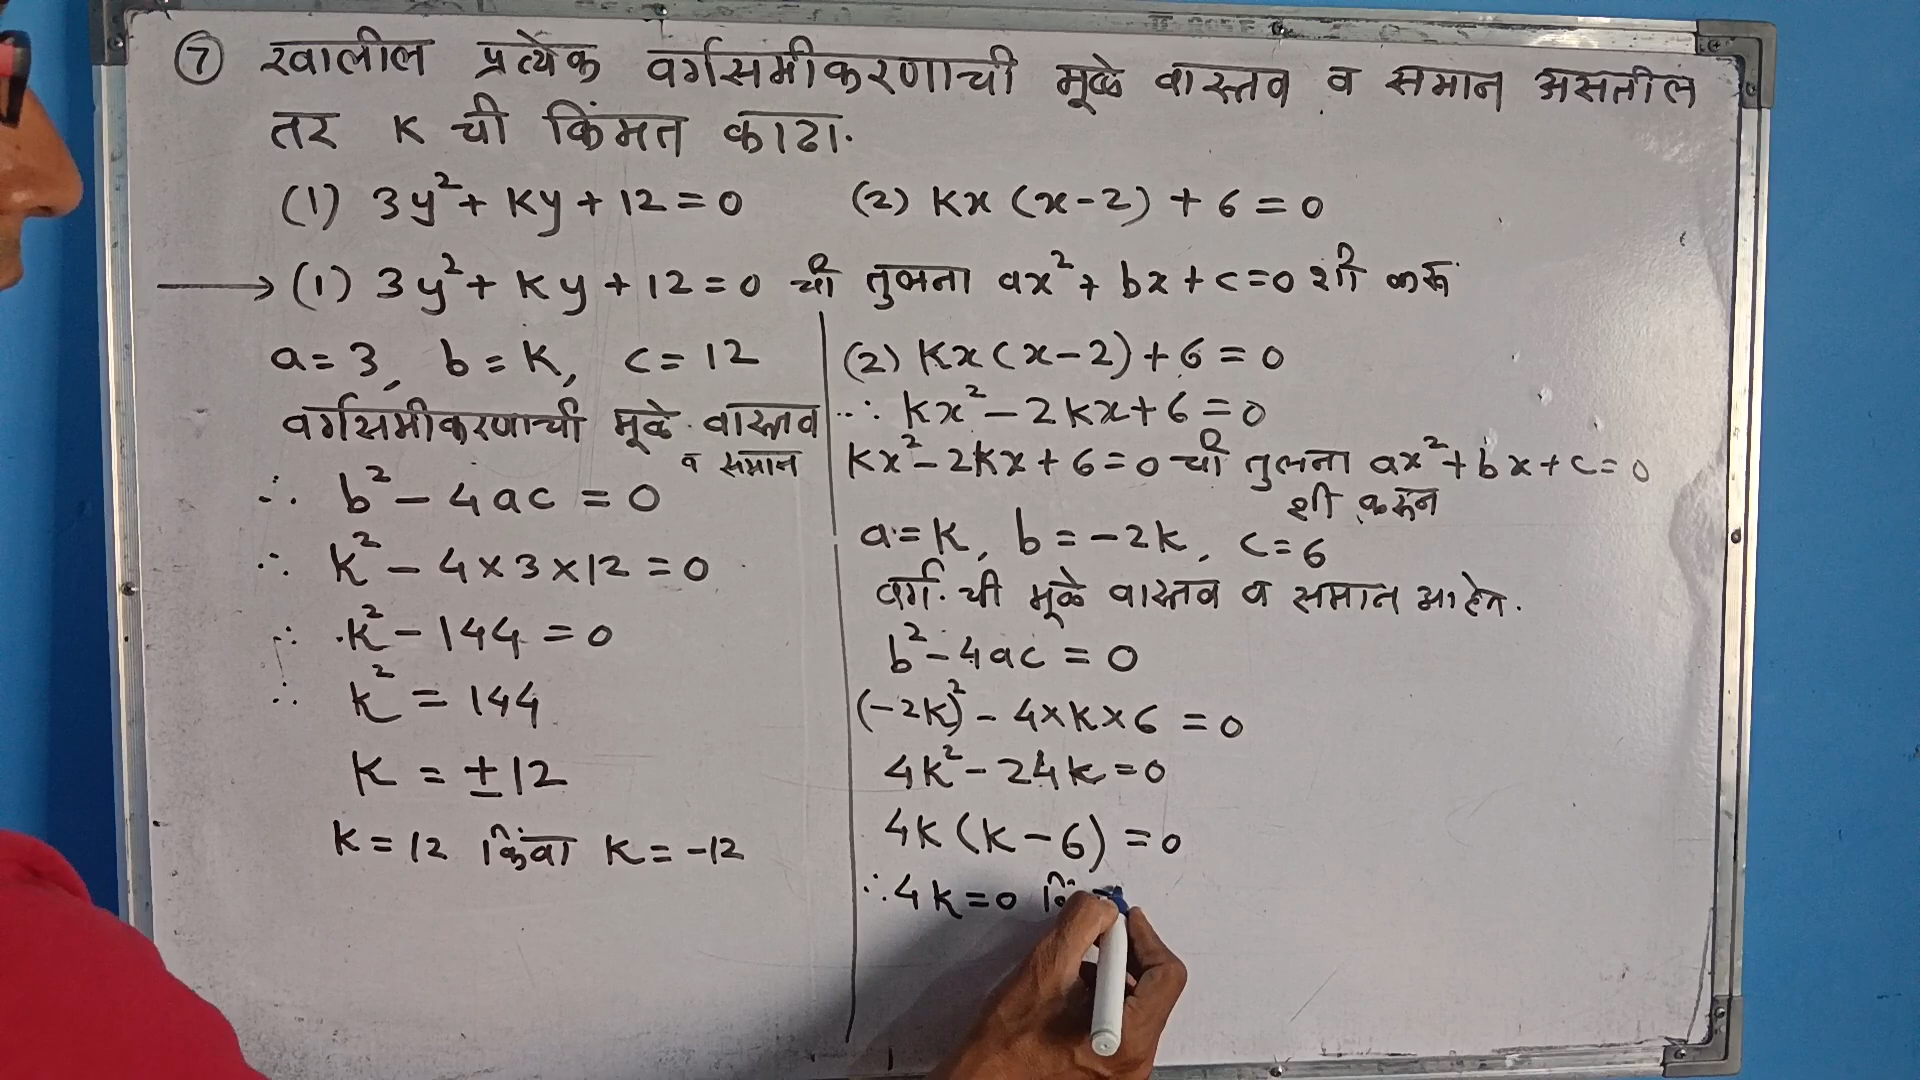 ⑦ खालील प्रत्येक वर्गसमीकरणाची मूळे वास्तव व समान असतील
तर K ची किंमत काढा.
(1) 3y² + Ky + 12 = 0 (2) Kx (x-2) + 6 = 0
→ (1) 3y² + Ky + 12 = 0 ची तुलना ax² + bx + c = 0 शी करू
a = 3, b = K, c = 12
वर्गसमीकरणाची मूळे वास्तव
व समान
∴ b² - 4ac = 0
∴ K² - 4 × 3 × 12 = 0
∴ K² - 144 = 0
∴ K² = 144
K = ±12
K = 12 किंवा K = -12
(2) Kx (x-2) + 6 = 0
∴ Kx² - 2Kx + 6 = 0
Kx² - 2Kx + 6 = 0 ची तुलना ax² + bx + c = 0
शी करून
a = K, b = -2K, c = 6
वर्ग. ची मूळे वास्तव व समान आहेत.
b² - 4ac = 0
(-2K)² - 4 × K × 6 = 0
4K² - 24K = 0
4K (K - 6) = 0
∴ 4K = 0